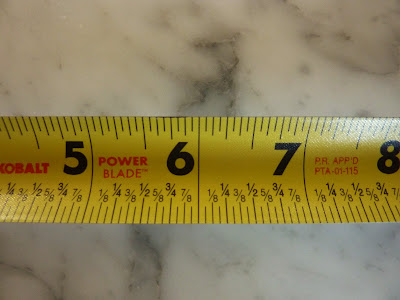 KOBALT 5 POWER BLADE™ 6 7 P.R. APP'D PTA-01-115 8
1/4 3/8 1/2 5/8 3/4 7/8 1/8 1/4 3/8 1/2 5/8 3/4 7/8 1/8 1/4 3/8 1/2 5/8 3/4 7/8 1/8 1/4 3/8 1/2 5/8 3/4 7/8